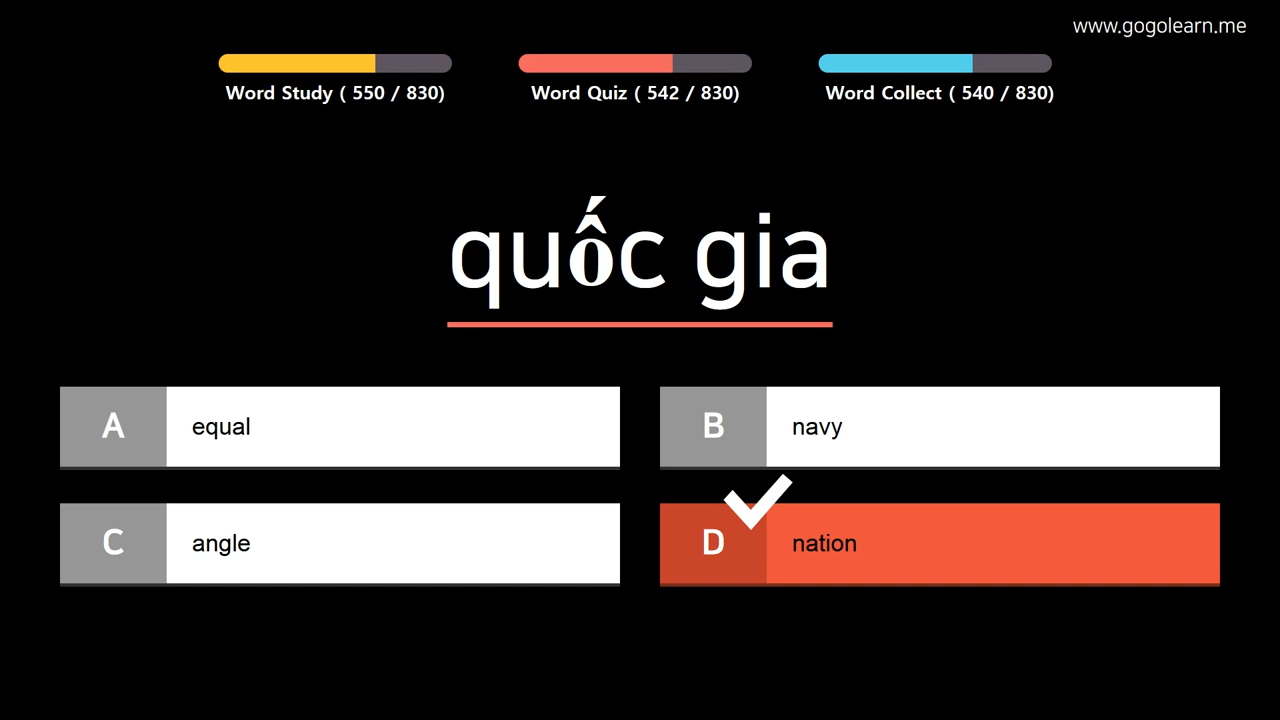 www.gogolearn.me
Word Study ( 550 / 830)
Word Quiz ( 542 / 830)
Word Collect ( 540 / 830)
quốc gia
A equal
B navy
C angle
D nation